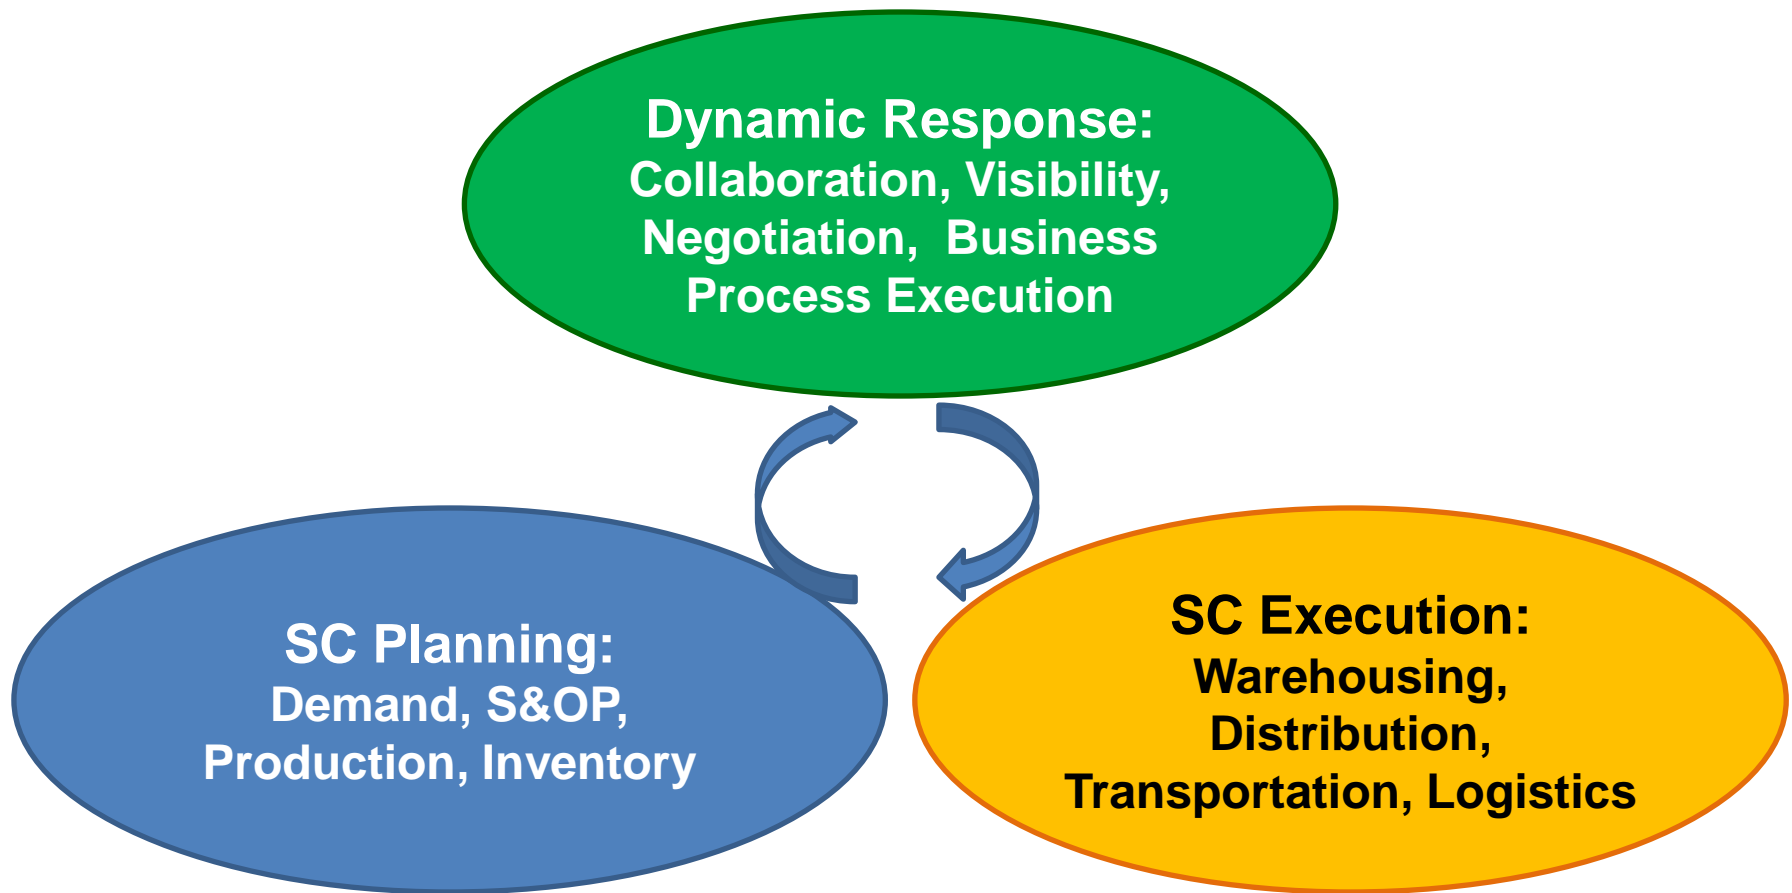 Dynamic Response:
Collaboration, Visibility,
Negotiation,  Business
Process Execution
SC Planning:
Demand, S&OP,
Production, Inventory
SC Execution:
Warehousing,
Distribution,
Transportation, Logistics